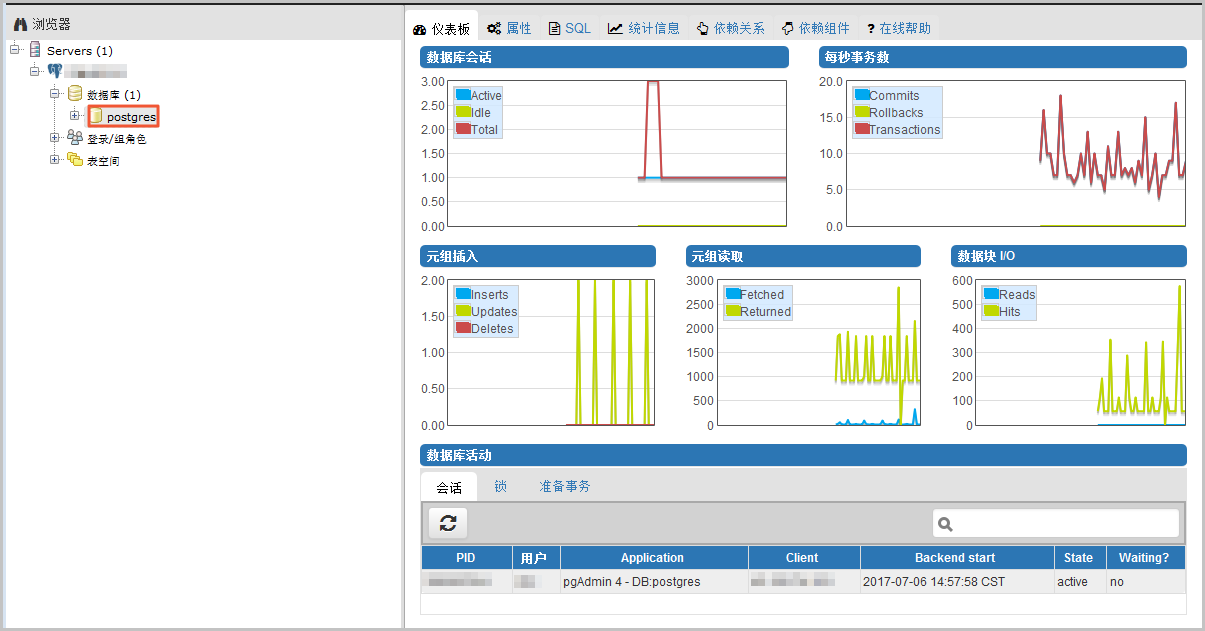 浏览器
Servers (1)
数据库 (1)
postgres
登录/组角色
表空间
仪表板 属性 SQL 统计信息 依赖关系 依赖组件 ? 在线帮助
数据库会话
3.00
2.50
2.00
1.50
1.00
0.50
0.00
Active
Idle
Total
每秒事务数
20.0
15.0
10.0
5.0
0.0
Commits
Rollbacks
Transactions
元组插入
2.00
1.50
1.00
0.50
0.00
Inserts
Updates
Deletes
元组读取
3000
2500
2000
1500
1000
500
0
Fetched
Returned
数据块 I/O
600
500
400
300
200
100
0
Reads
Hits
数据库活动
会话 锁 准备事务
PID 用户 Application Client Backend start State Waiting?
pgAdmin 4 - DB:postgres 2017-07-06 14:57:58 CST active no